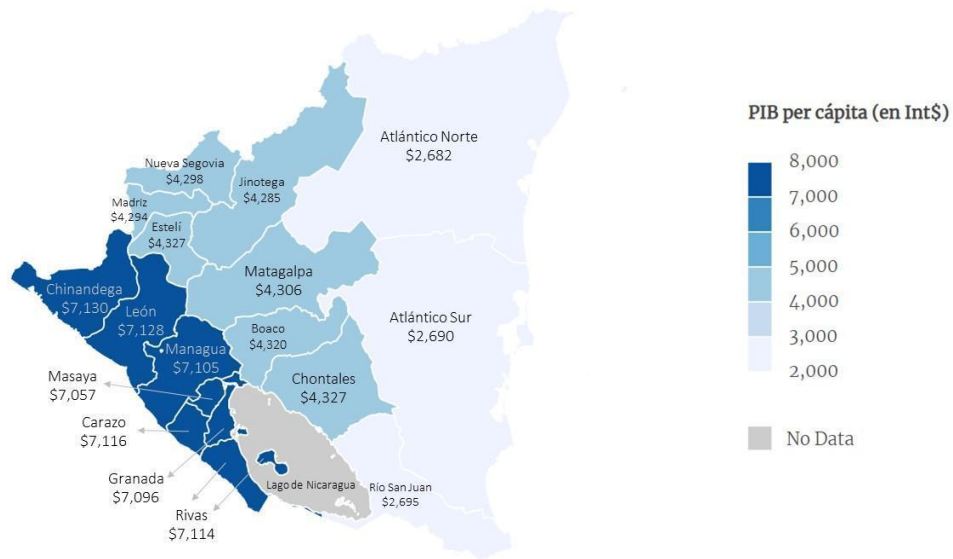 Atlántico Norte
$2,682
Nueva Segovia
$4,298
Jinotega
$4,285
Madriz
$4,294
Estelí
$4,327
Matagalpa
$4,306
Chinandega
$7,130
León
$7,128
Boaco
$4,320
Atlántico Sur
$2,690
Managua
$7,105
Masaya
$7,057
Chontales
$4,327
Carazo
$7,116
Granada
$7,096
Lago de Nicaragua
Río San Juan
$2,695
Rivas
$7,114
PIB per cápita (en Int$)
8,000
7,000
6,000
5,000
4,000
3,000
2,000
No Data